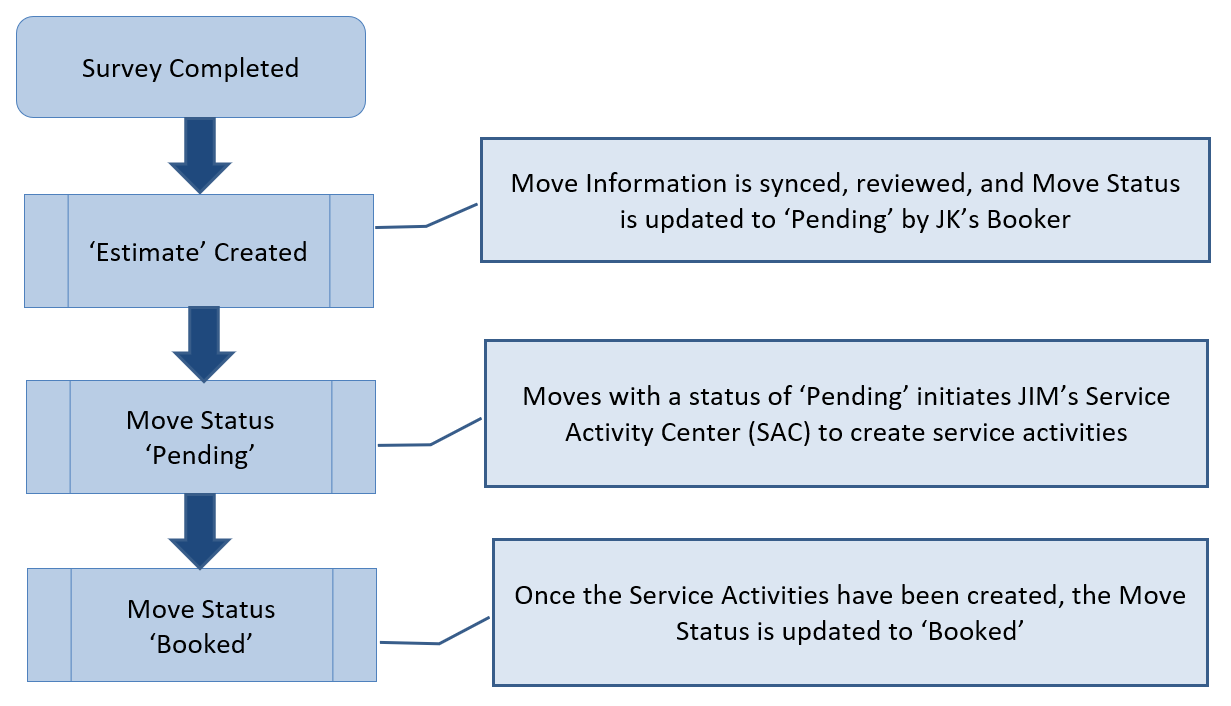 Survey Completed
Move Information is synced, reviewed, and Move Status
is updated to ‘Pending’ by JK’s Booker
‘Estimate’ Created
Moves with a status of ‘Pending’ initiates JIM’s Service
Activity Center (SAC) to create service activities
Move Status
‘Pending’
Once the Service Activities have been created, the Move
Status is updated to ‘Booked’
Move Status
‘Booked’